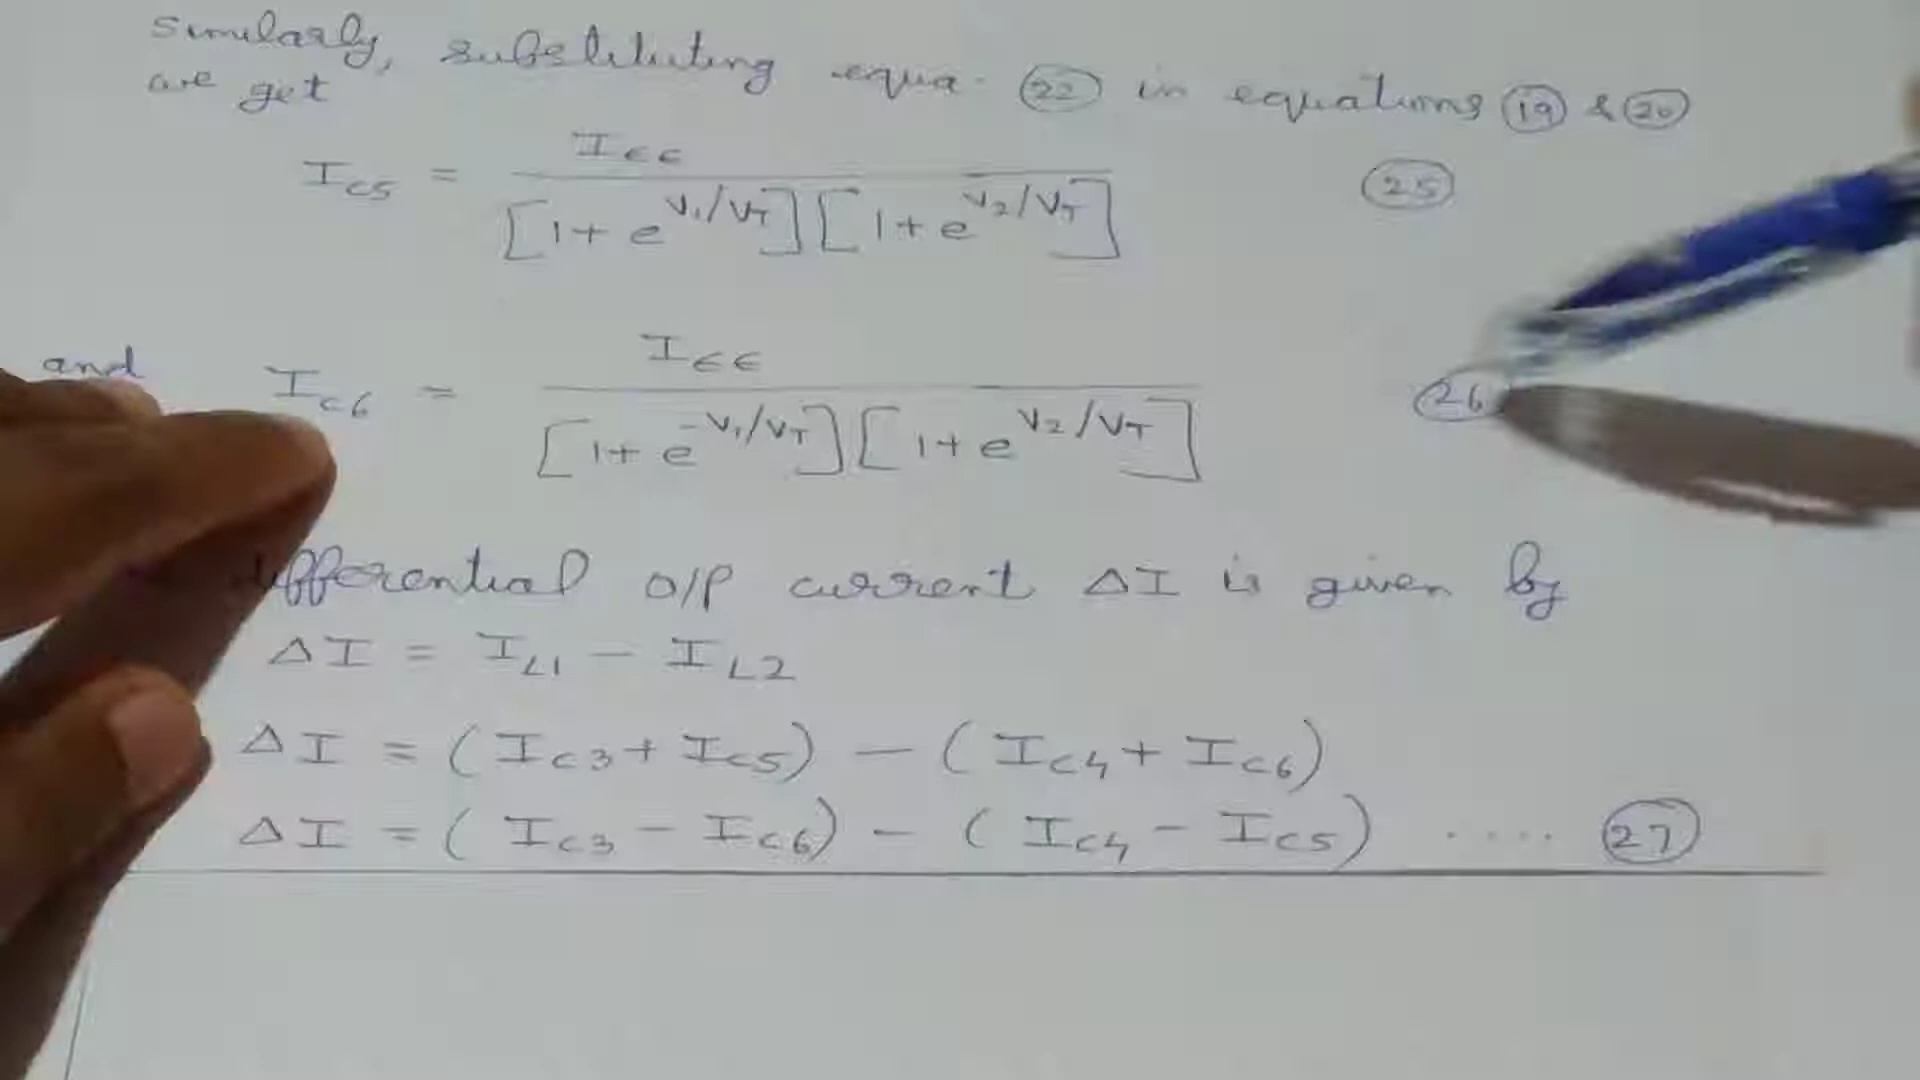 Similarly, substituting equa. (22) in equations (19) & (20)
we get
I_C5 = I_EE / [1 + e^V1/VT] [1 + e^V2/VT] (25)
and I_C6 = I_EE / [1 + e^-V1/VT] [1 + e^V2/VT] (26)
differential O/P current ΔI is given by
ΔI = I_L1 - I_L2
ΔI = (I_C3 + I_C5) - (I_C4 + I_C6)
ΔI = (I_C3 - I_C6) - (I_C4 - I_C5) .... (27)